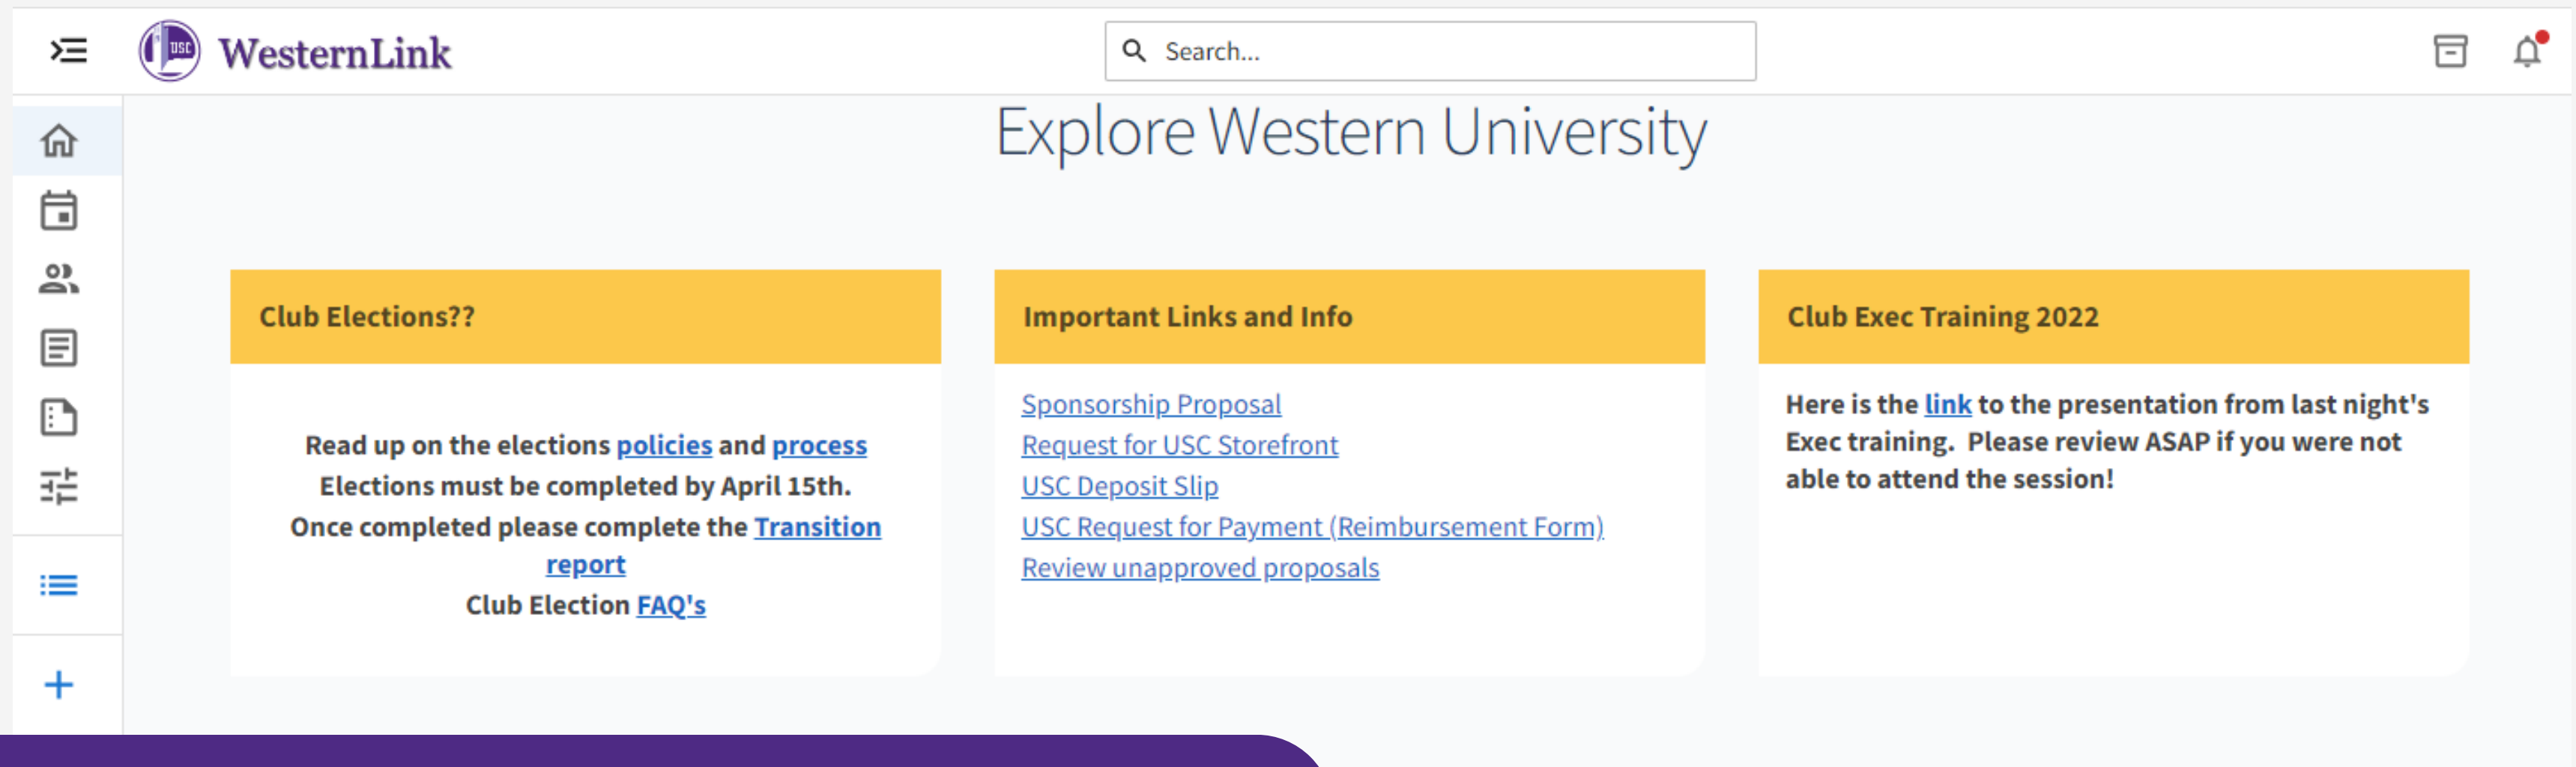 USC
WesternLink
Search...
Explore Western University
Club Elections??
Read up on the elections policies and process
Elections must be completed by April 15th.
Once completed please complete the Transition
report
Club Election FAQ's
Important Links and Info
Sponsorship Proposal
Request for USC Storefront
USC Deposit Slip
USC Request for Payment (Reimbursement Form)
Review unapproved proposals
Club Exec Training 2022
Here is the link to the presentation from last night's
Exec training.  Please review ASAP if you were not
able to attend the session!